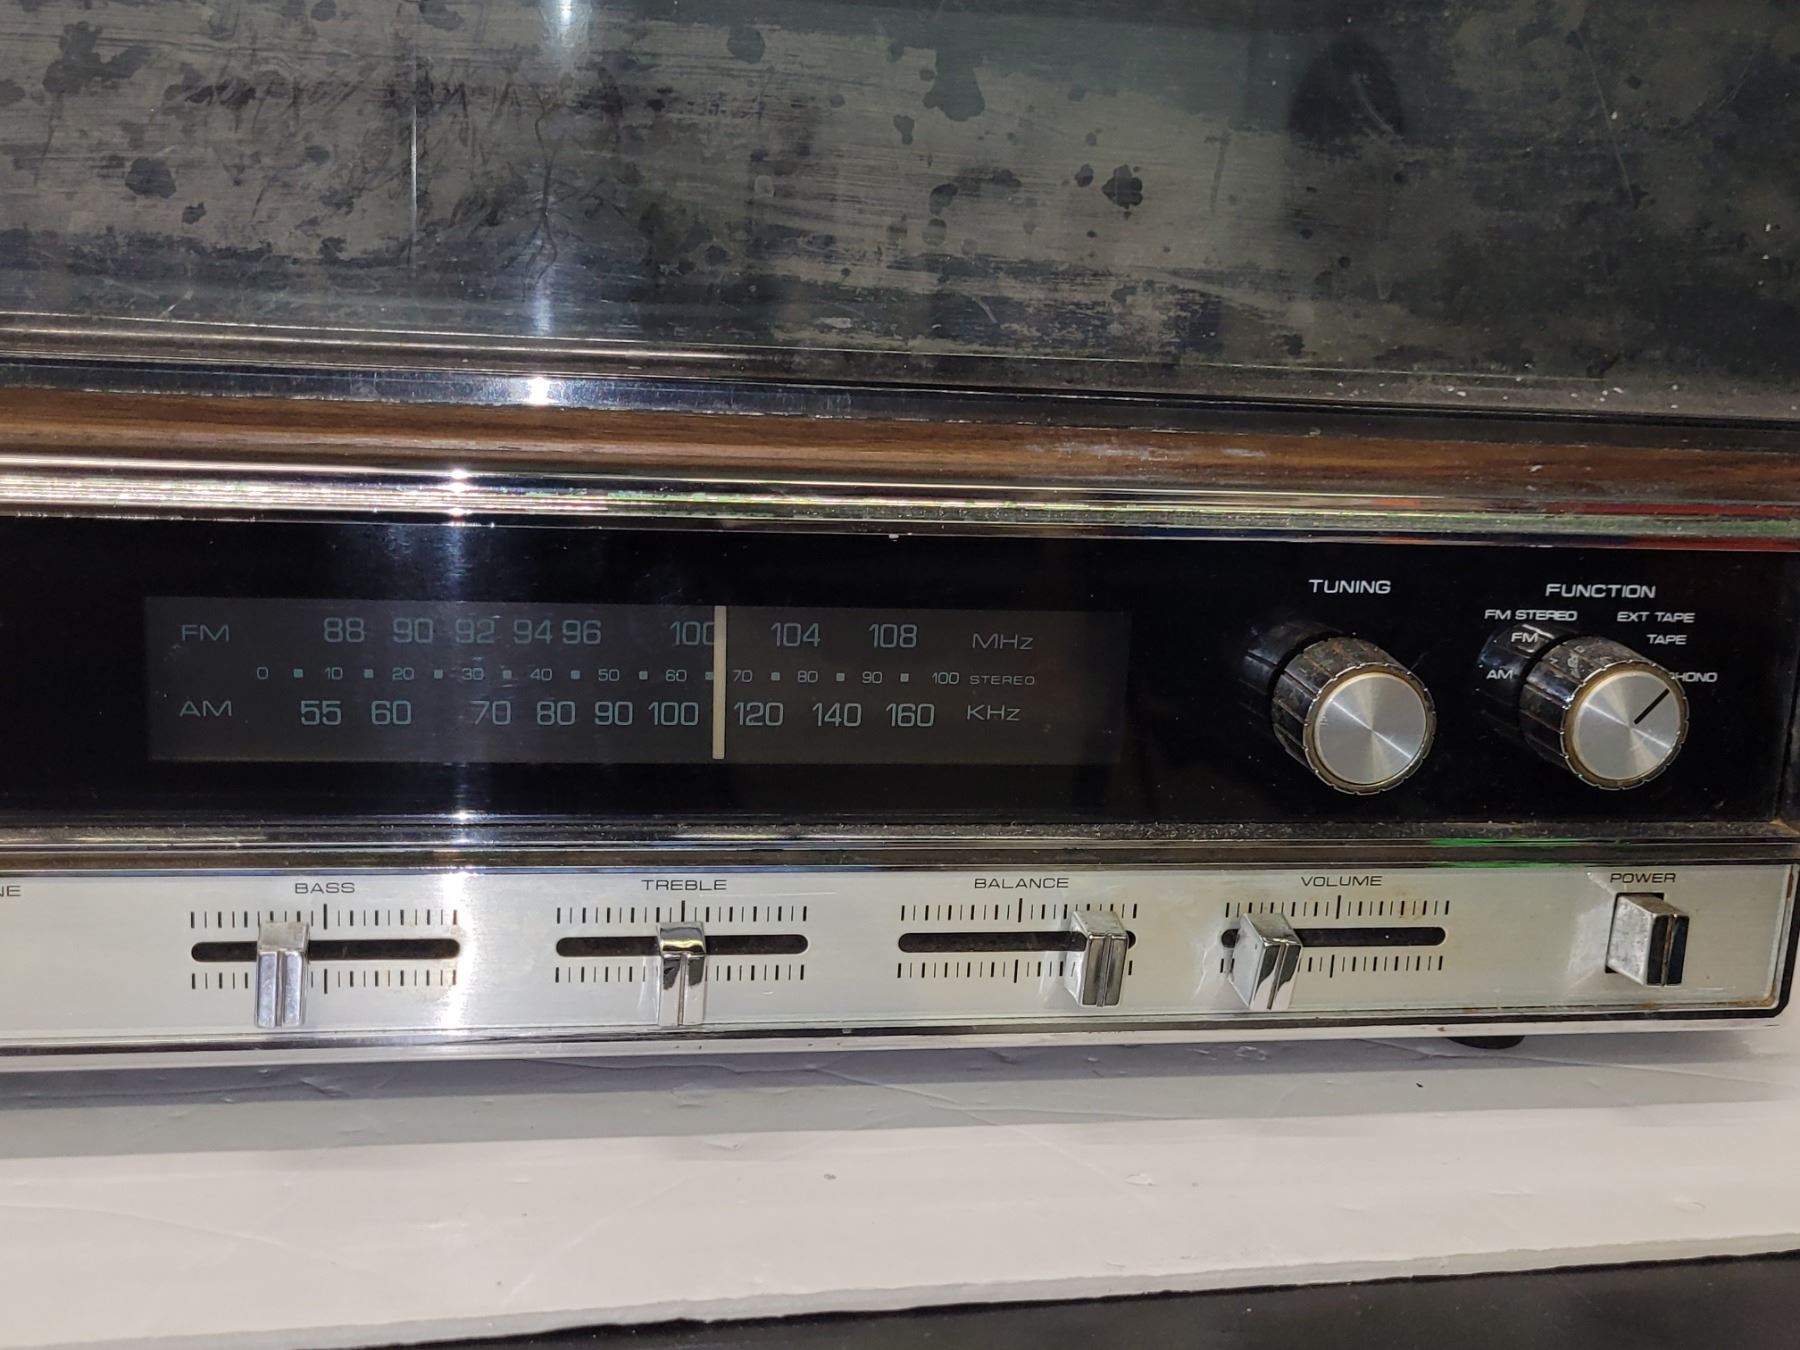 TUNING
FUNCTION
FM STEREO EXT TAPE
FM TAPE
AM
FM 88 90 92 94 96 100 104 108 MHz
0 10 20 30 40 50 60 70 80 90 100 STEREO
AM 55 60 70 80 90 100 120 140 160 KHz
BASS TREBLE BALANCE VOLUME POWER